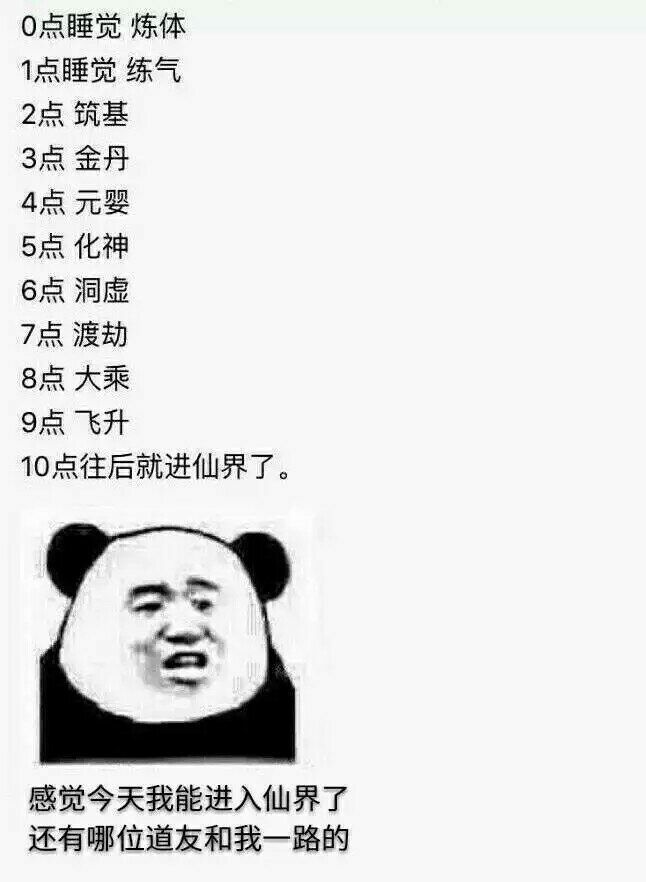 0点睡觉 炼体
1点睡觉 练气
2点 筑基
3点 金丹
4点 元婴
5点 化神
6点 洞虚
7点 渡劫
8点 大乘
9点 飞升
10点往后就进仙界了。
感觉今天我能进入仙界了
还有哪位道友和我一路的